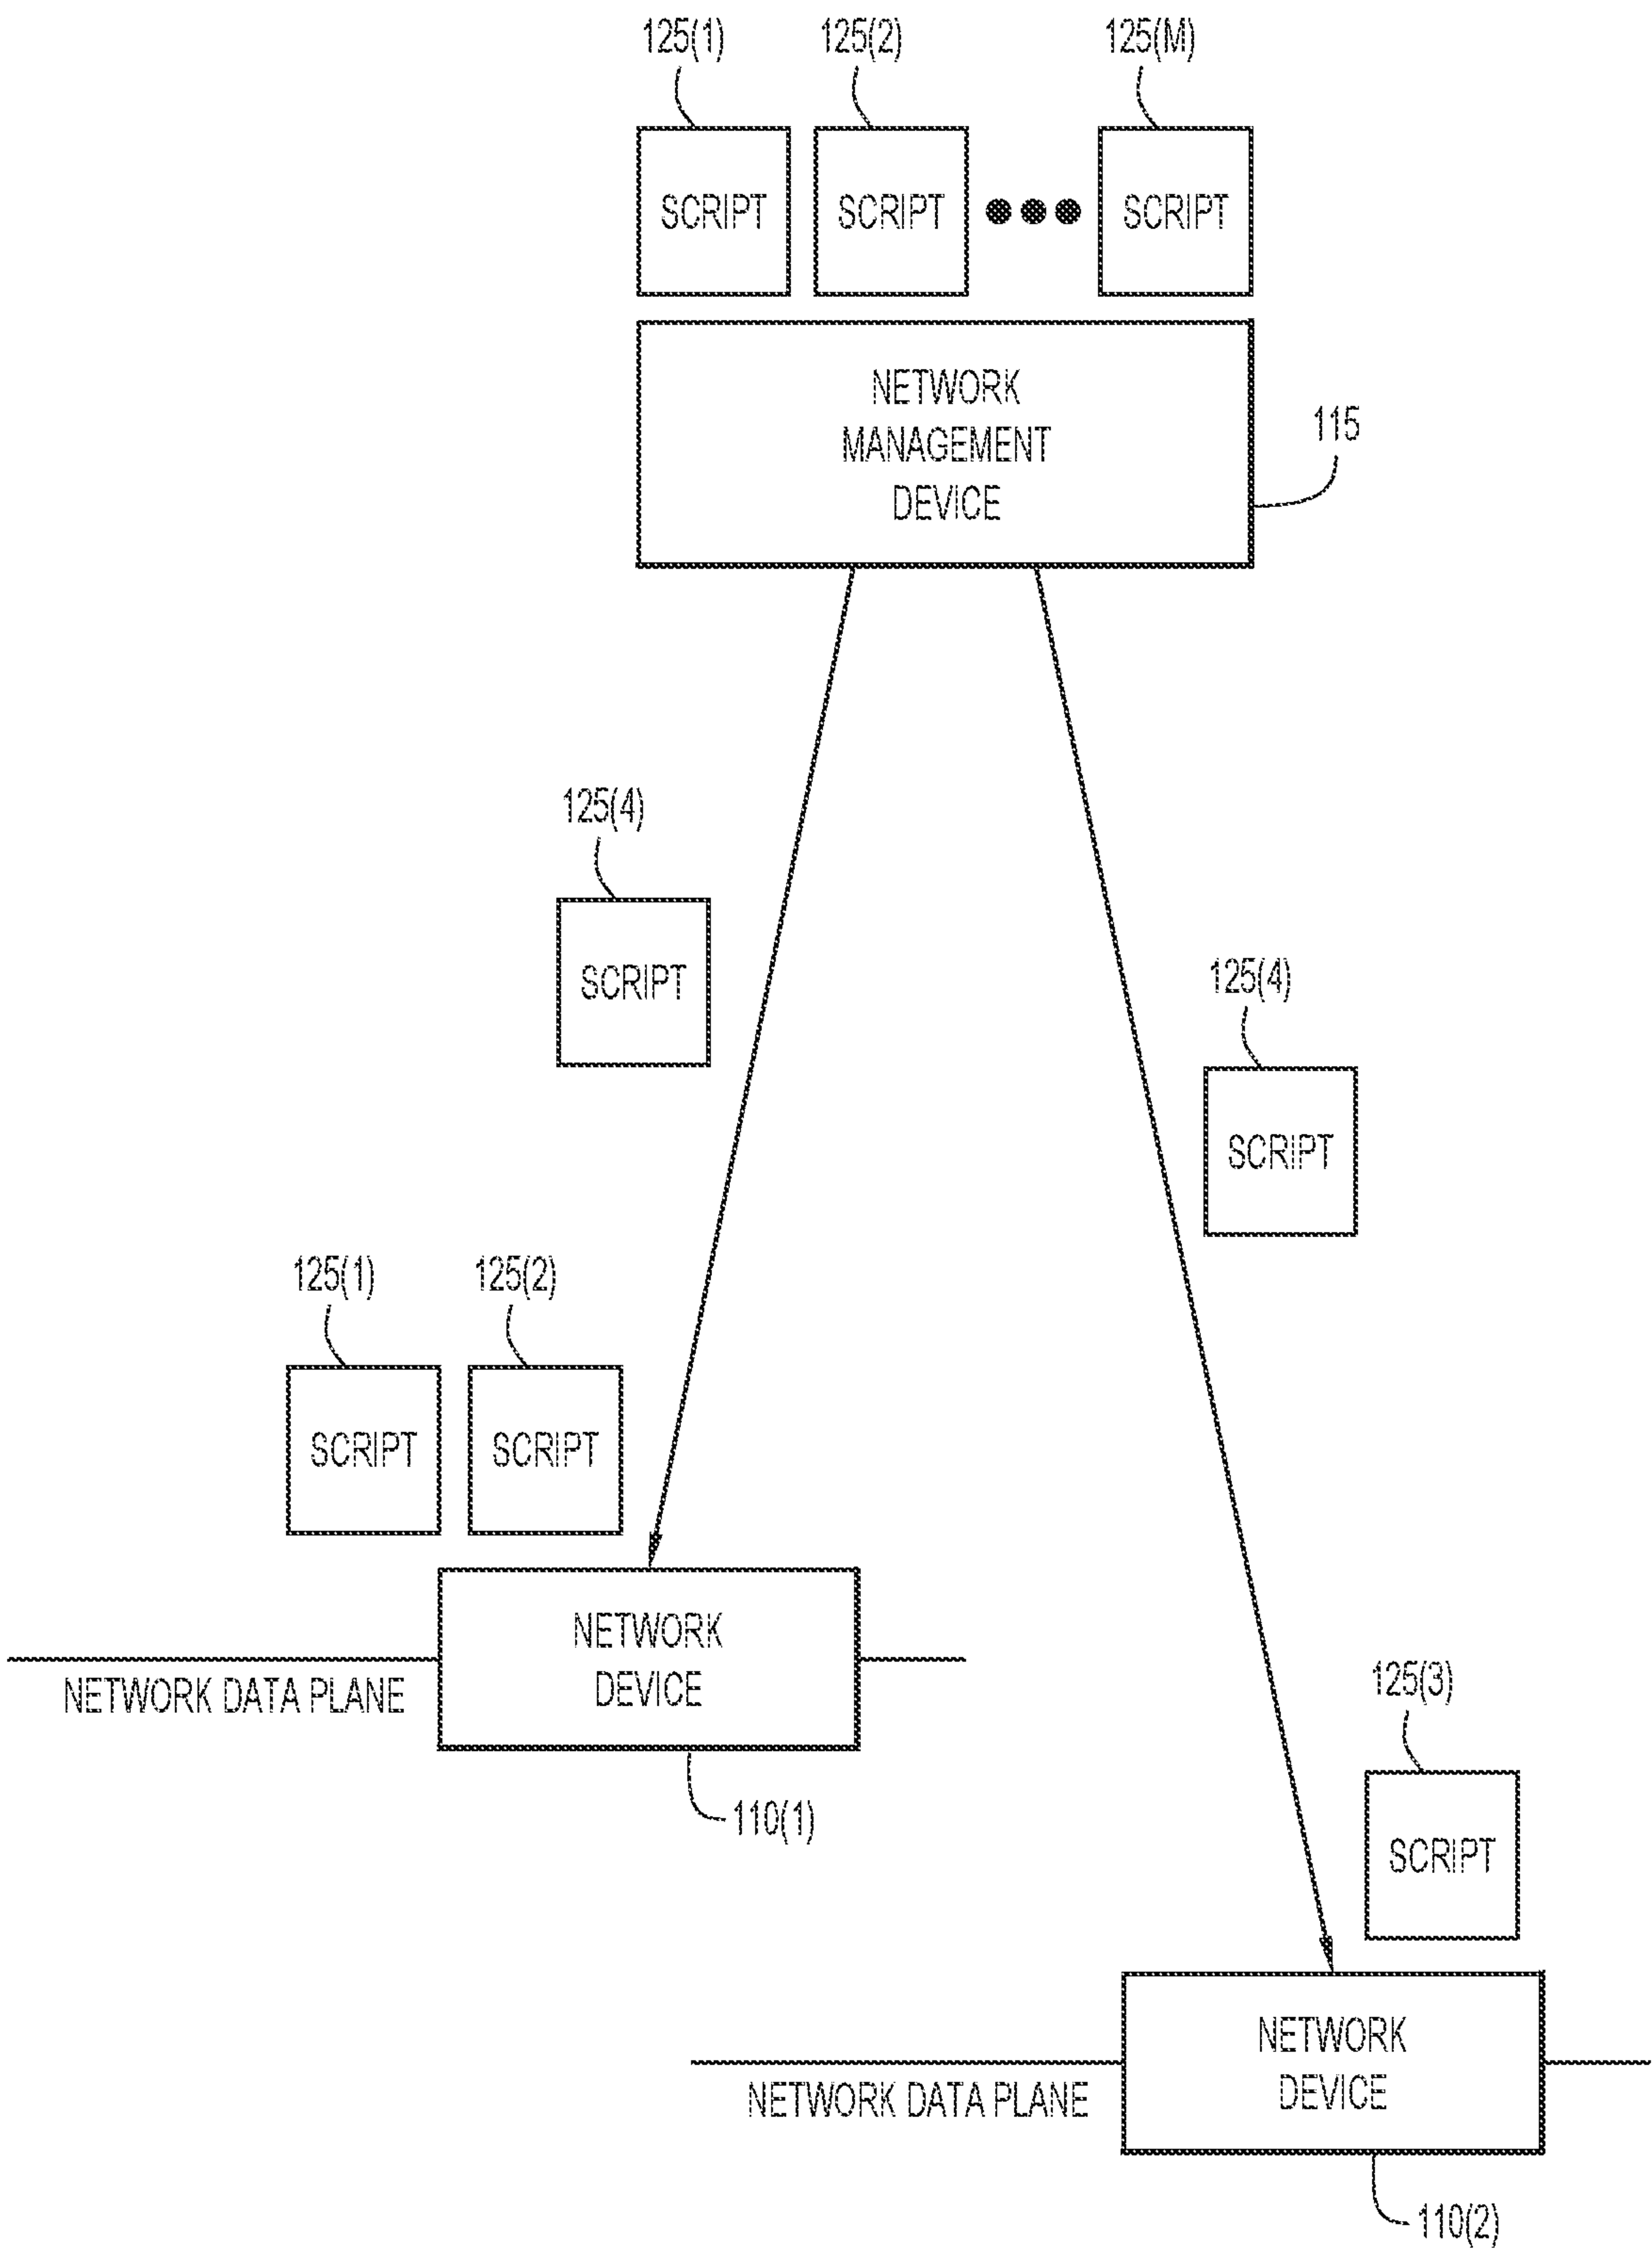 125(1) 125(2) 125(M)
SCRIPT SCRIPT SCRIPT
NETWORK
MANAGEMENT
DEVICE
115
125(4)
SCRIPT
125(4)
SCRIPT
125(1) 125(2)
SCRIPT SCRIPT
NETWORK
DEVICE
NETWORK DATA PLANE
110(1)
125(3)
SCRIPT
NETWORK
DEVICE
NETWORK DATA PLANE
110(2)